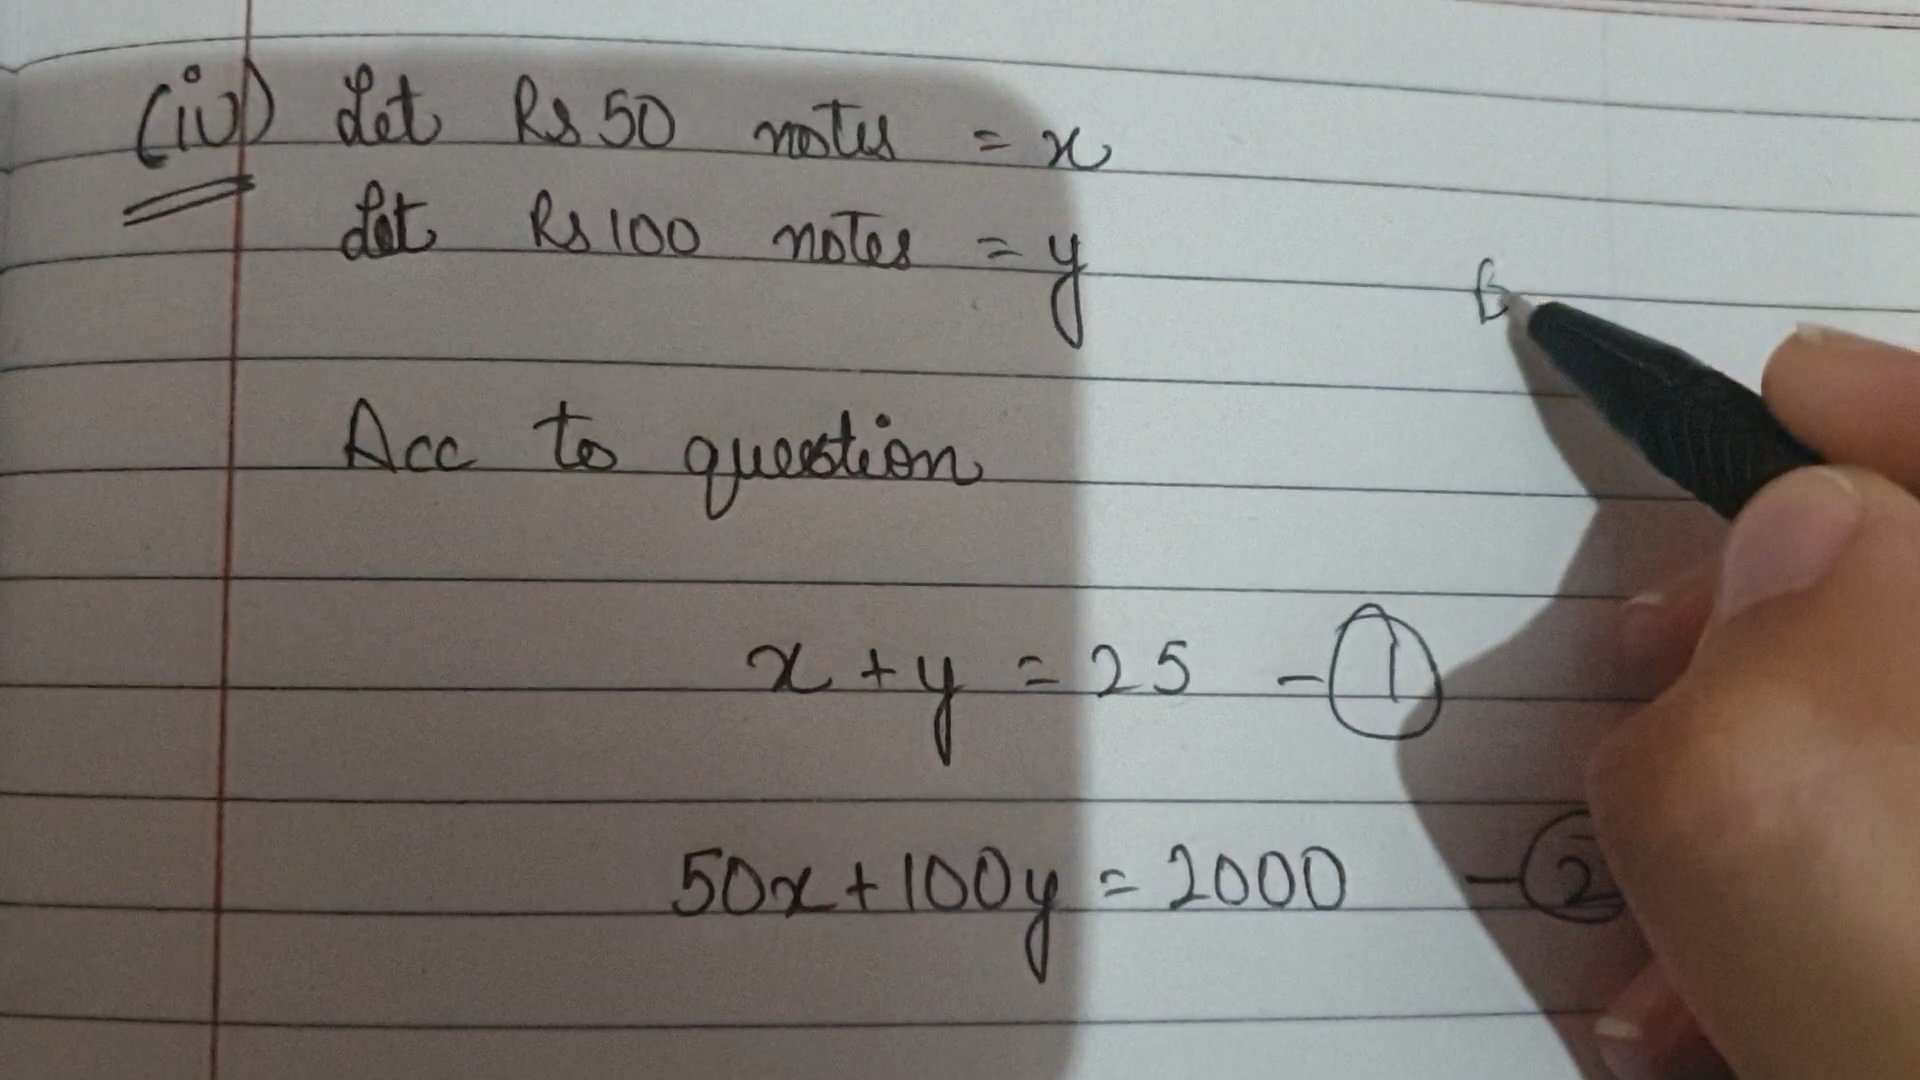 (iv) Let Rs 50 notes = x
Let Rs 100 notes = y
Acc to question
x + y = 25 - 1
50x + 100y = 2000 - 2